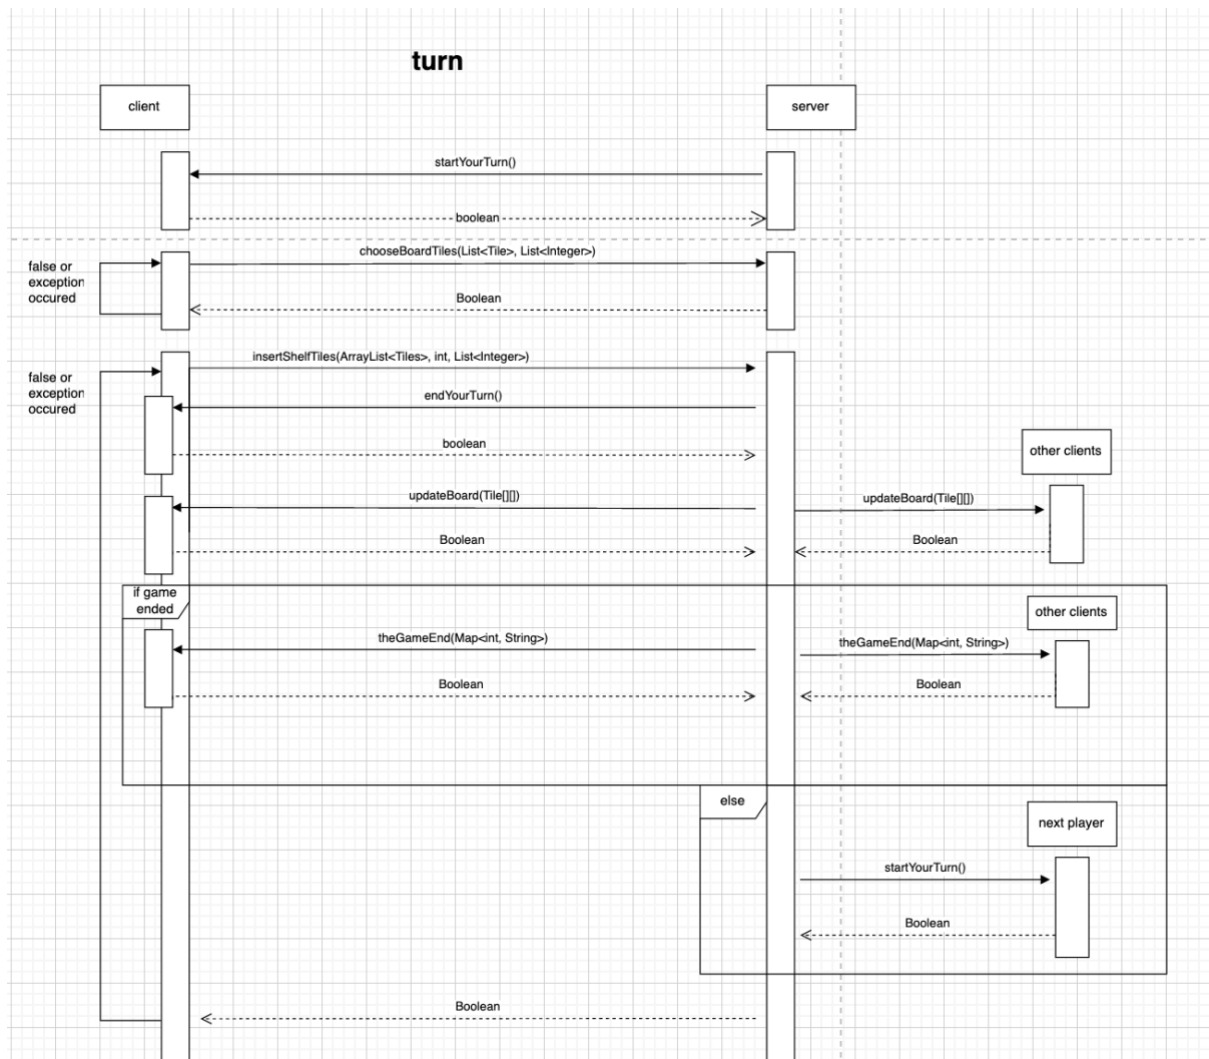 turn
client
server
startYourTurn()
boolean
chooseBoardTiles(List<Tile>, List<Integer>)
false or
exception
occured
Boolean
insertShelfTiles(ArrayList<Tiles>, int, List<Integer>)
false or
exception
occured
endYourTurn()
boolean
other clients
updateBoard(Tile[][])
updateBoard(Tile[][])
Boolean
Boolean
if game
ended
other clients
theGameEnd(Map<int, String>)
theGameEnd(Map<int, String>)
Boolean
Boolean
else
next player
startYourTurn()
Boolean
Boolean